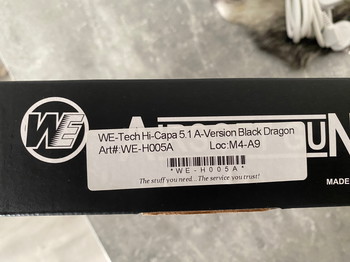 WE
WE-Tech Hi-Capa 5.1 A-Version Black Dragon
Art#:WE-H005A Loc:M4-A9
*WE-H005A*
The stuff you need...The service you trust!
MADE